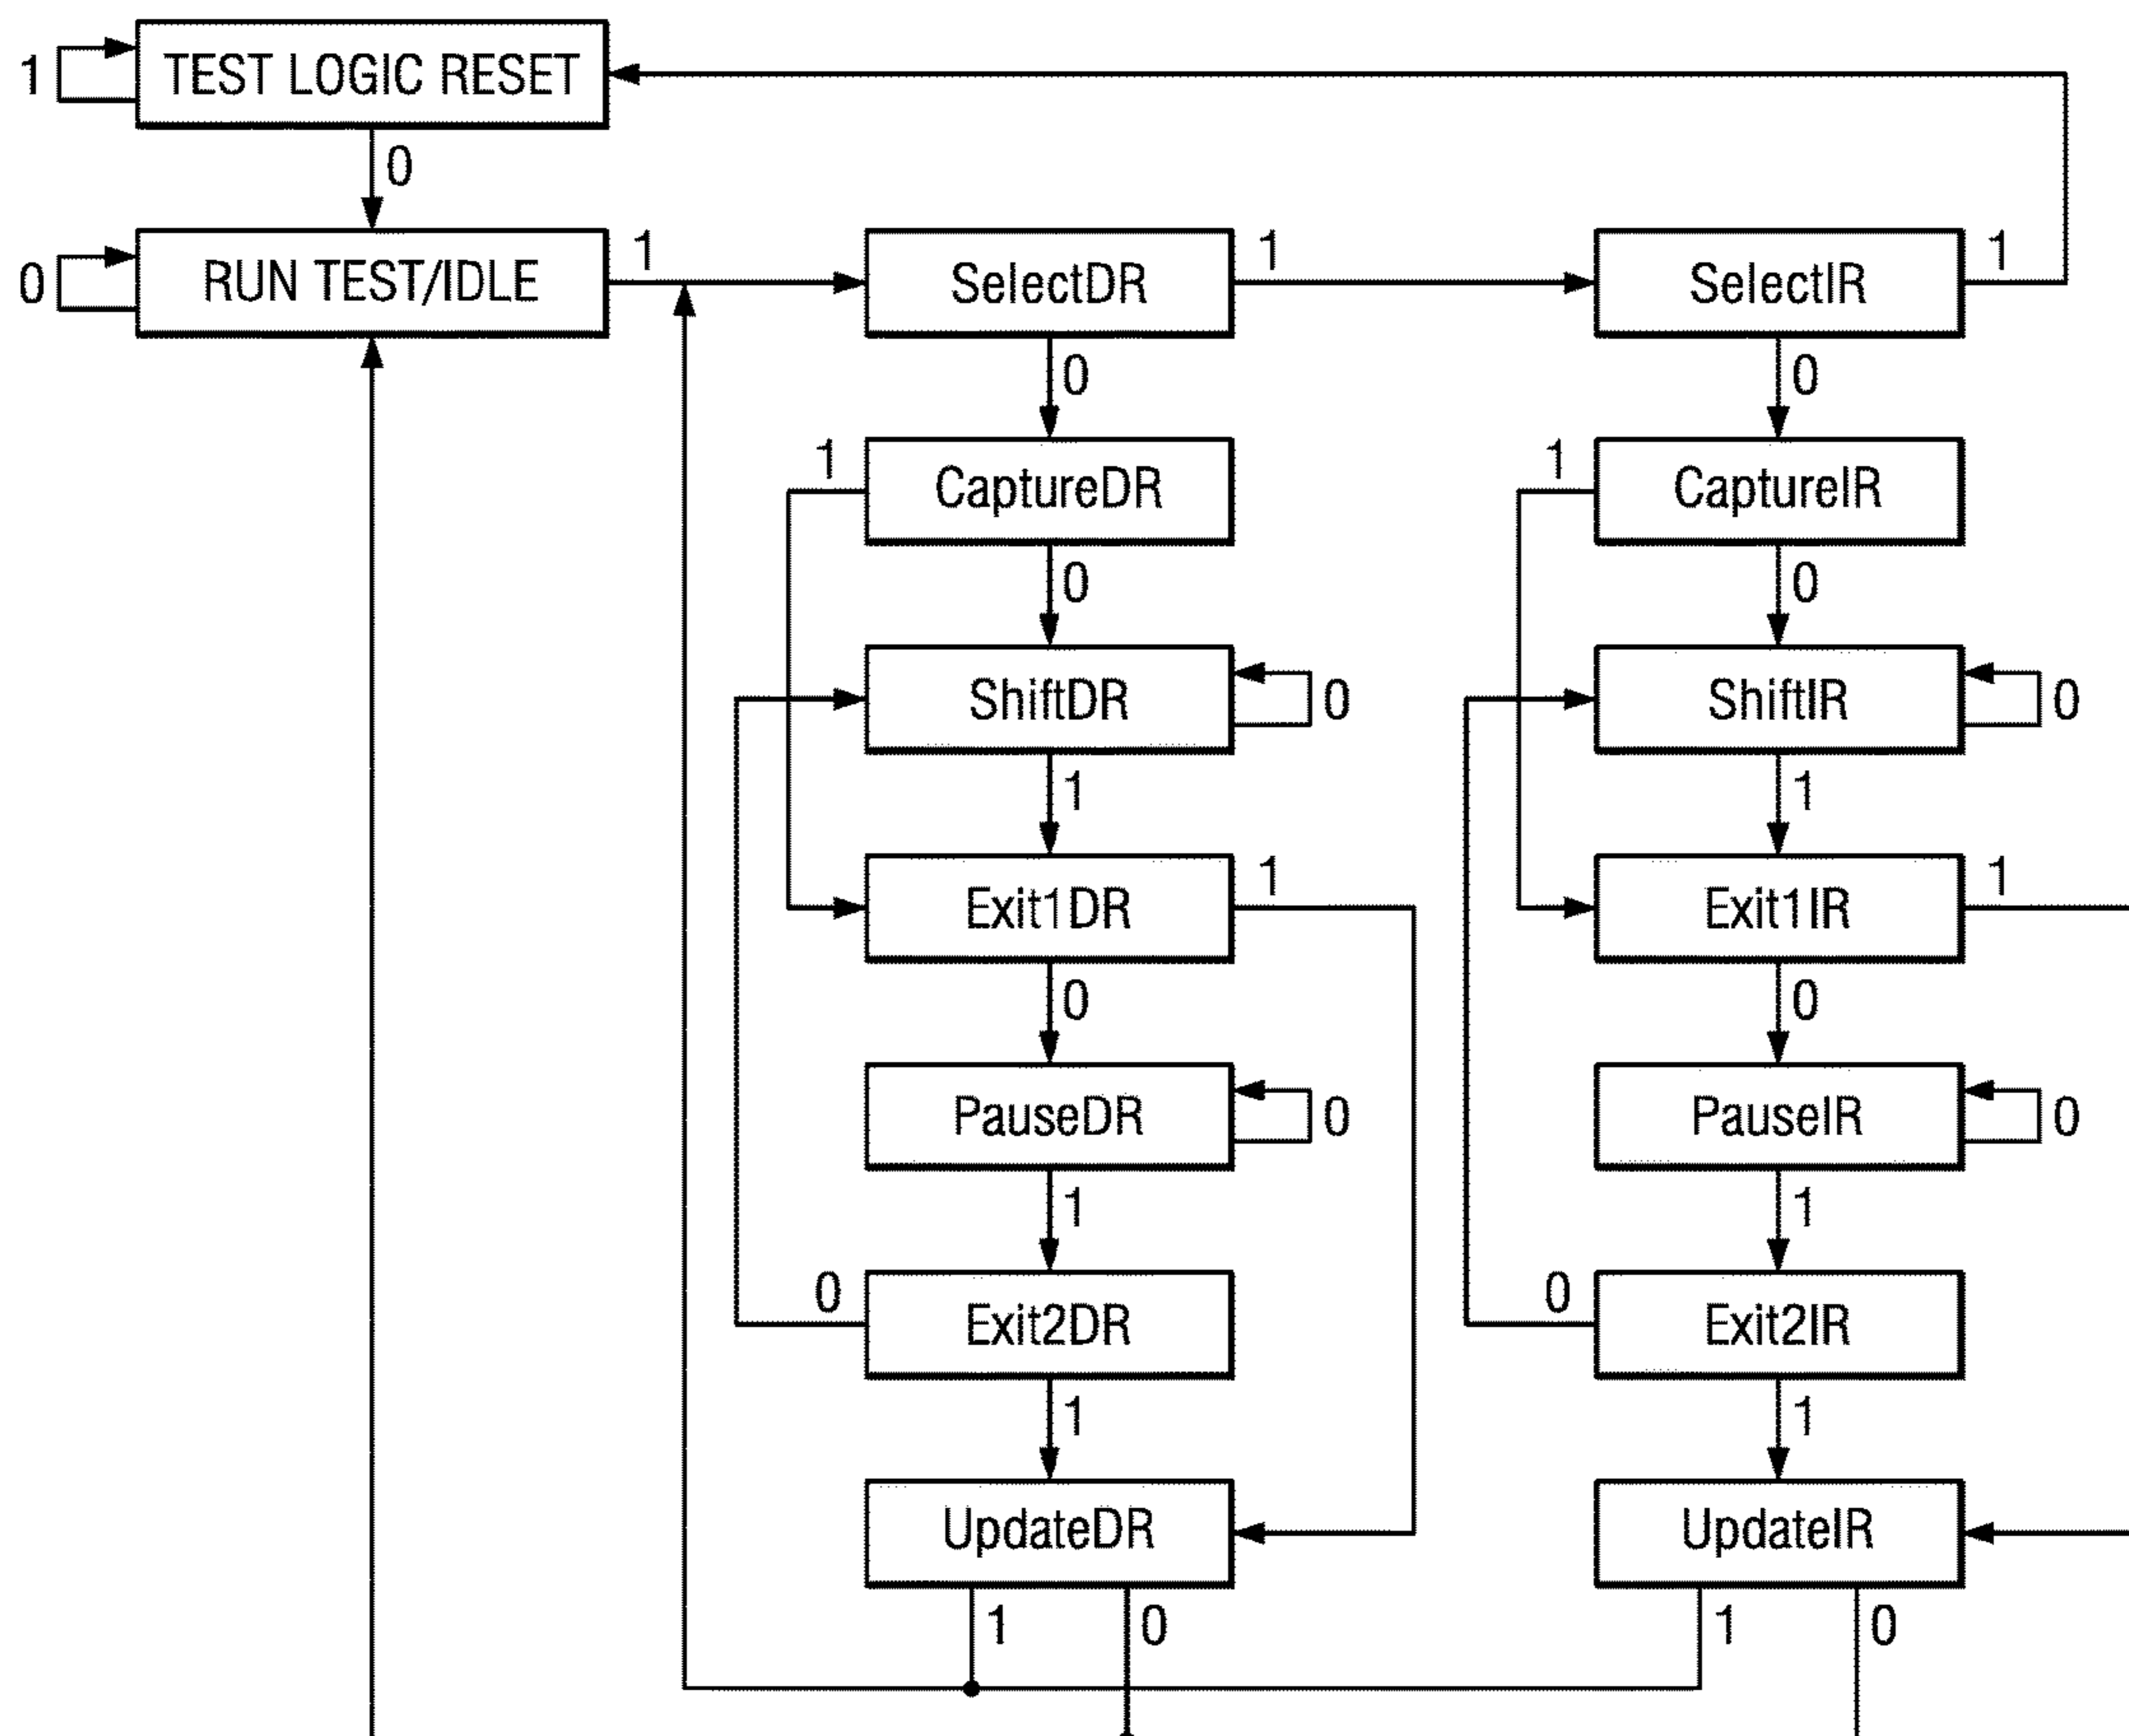 1 TEST LOGIC RESET
0
0 RUN TEST/IDLE 1 SelectDR 1 SelectIR 1
0 0
1 CaptureDR 1 CaptureIR
0 0
ShiftDR 0 ShiftIR 0
1 1
Exit1DR 1 Exit1IR 1
0 0
PauseDR 0 PauseIR 0
1 1
0 Exit2DR 0 Exit2IR
1 1
UpdateDR UpdateIR
1 0 1 0